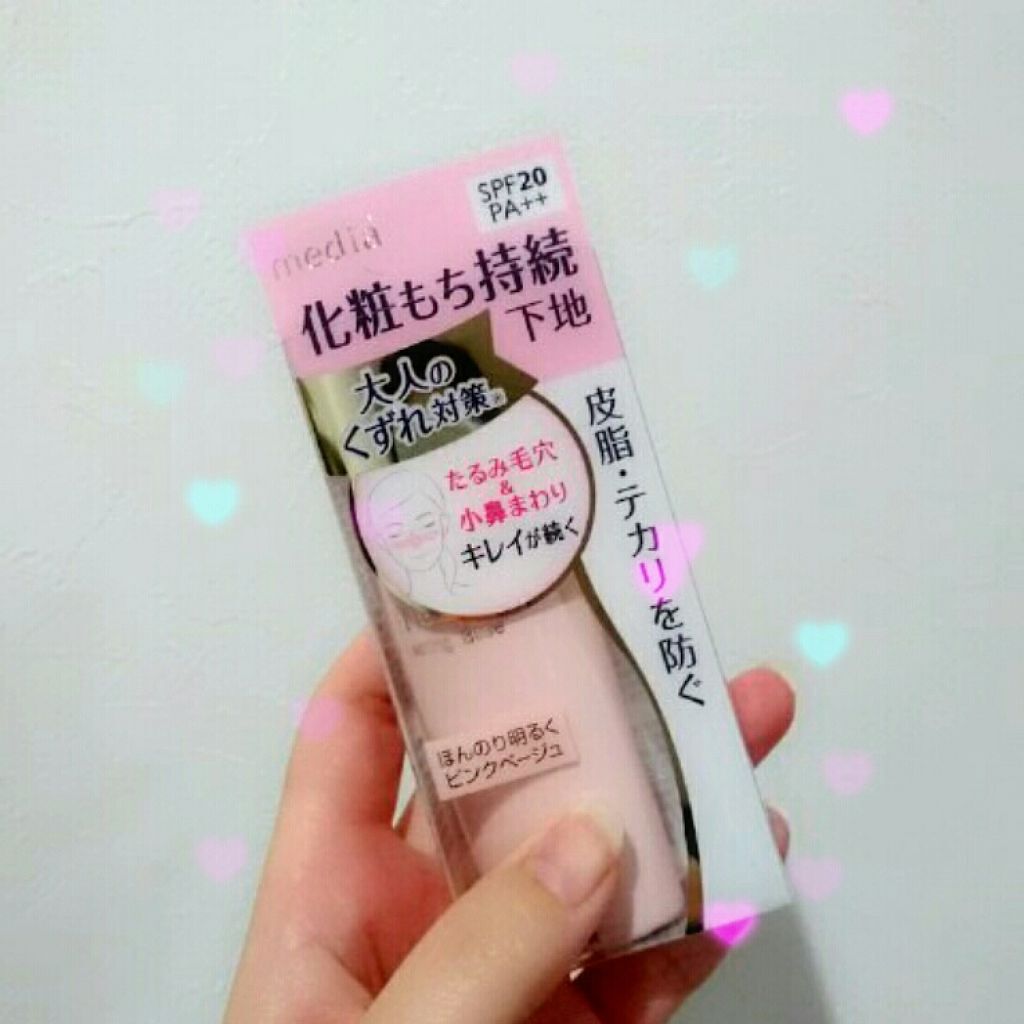 media
SPF20
PA++
化粧もち持続
下地
大人の
くずれ対策※
たるみ毛穴
&
小鼻まわり
キレイが続く
皮脂・テカリを防ぐ
ほんのり明るく
ピンクベージュ